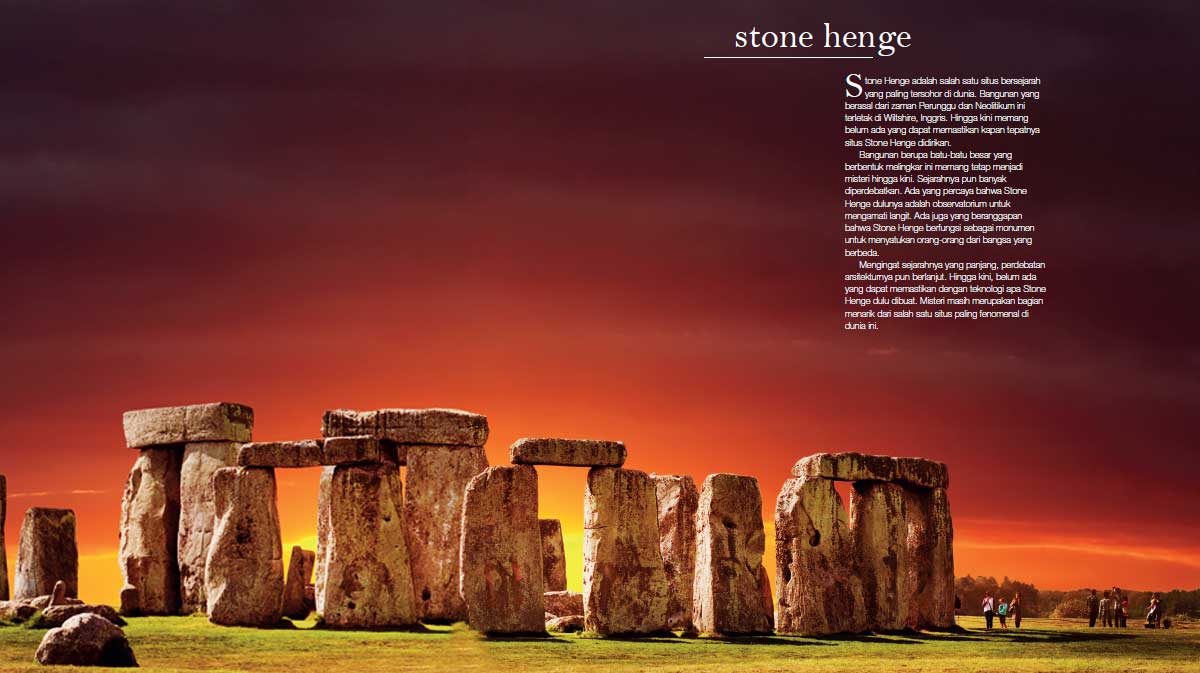 stone henge
Stone Henge adalah salah satu situs bersejarah
yang paling tersohor di dunia. Bangunan yang
berasal dari zaman Perunggu dan Neolitikum ini
terletak di Wiltshire, Inggris. Hingga kini memang
belum ada yang dapat memastikan kapan tepatnya
situs Stone Henge didirikan.
Bangunan berupa batu-batu besar yang
berbentuk melingkar ini memang tetap menjadi
misteri hingga kini. Sejarahnya pun banyak
diperdebatkan. Ada yang percaya bahwa Stone
Henge dulunya adalah observatorium untuk
mengamati langit. Ada juga yang beranggapan
bahwa Stone Henge berfungsi sebagai monumen
untuk menyatukan orang-orang dari bangsa yang
berbeda.
Mengingat sejarahnya yang panjang, perdebatan
arsitekturnya pun berlanjut. Hingga kini, belum ada
yang dapat memastikan dengan teknologi apa Stone
Henge dulu dibuat. Misteri masih merupakan bagian
menarik dari salah satu situs paling fenomenal di
dunia ini.